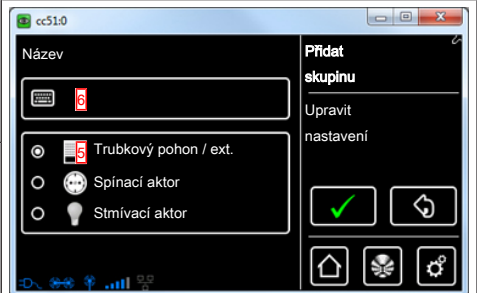 cc51:0
Název
Přidat
skupinu
6
Upravit
nastavení
5 Trubkový pohon / ext.
Spínací aktor
Stmívací aktor